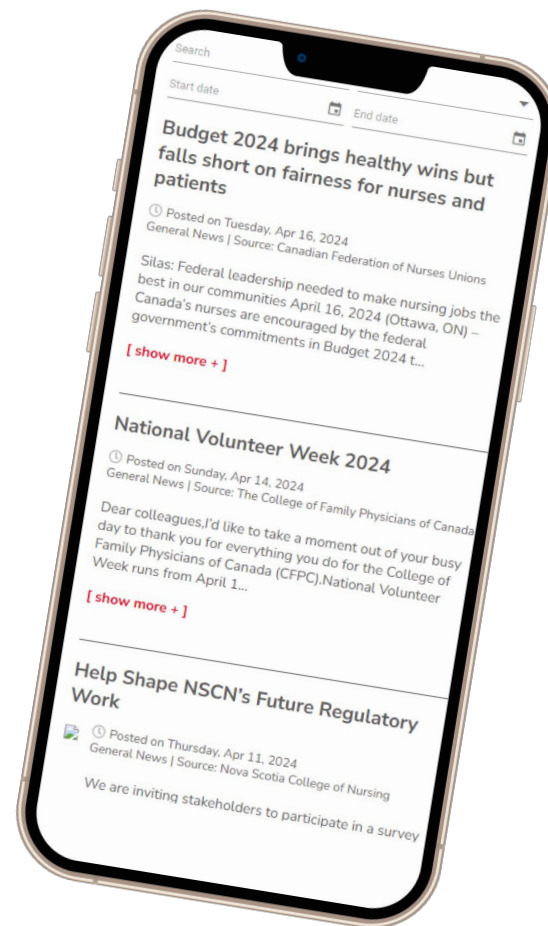 Search
Start date
End date
Budget 2024 brings healthy wins but
falls short on fairness for nurses and
patients
Posted on Tuesday, Apr 16, 2024
General News | Source: Canadian Federation of Nurses Unions
Silas: Federal leadership needed to make nursing jobs the
best in our communities April 16, 2024 (Ottawa, ON) –
Canada's nurses are encouraged by the federal
government's commitments in Budget 2024 t...
[ show more + ]
National Volunteer Week 2024
Posted on Sunday, Apr 14, 2024
General News | Source: The College of Family Physicians of Canada
Dear colleagues,I'd like to take a moment out of your busy
day to thank you for everything you do for the College of
Family Physicians of Canada (CFPC).National Volunteer
Week runs from April 1...
[ show more + ]
Help Shape NSCN's Future Regulatory
Work
Posted on Thursday, Apr 11, 2024
General News | Source: Nova Scotia College of Nursing
We are inviting stakeholders to participate in a survey